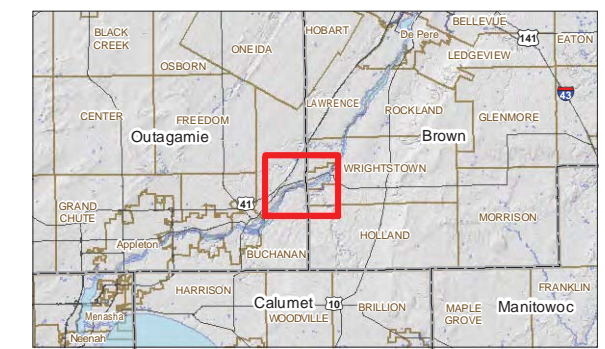 BLACK
CREEK
ONEIDA
HOBART
De Pere
BELLEVUE
141
EATON
OSBORN
LEDGEVIEW
43
CENTER
FREEDOM
LAWRENCE
ROCKLAND
GLENMORE
Outagamie
Brown
WRIGHTSTOWN
GRAND
CHUTE
41
MORRISON
Appleton
BUCHANAN
HOLLAND
HARRISON
Calumet
10
BRILLION
FRANKLIN
MAPLE
GROVE
Manitowoc
Menasha
WOODVILLE
Neenah